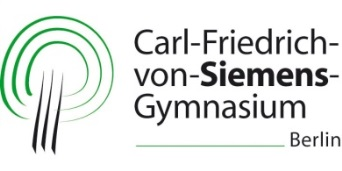 Carl-Friedrich-
von-Siemens-
Gymnasium
Berlin